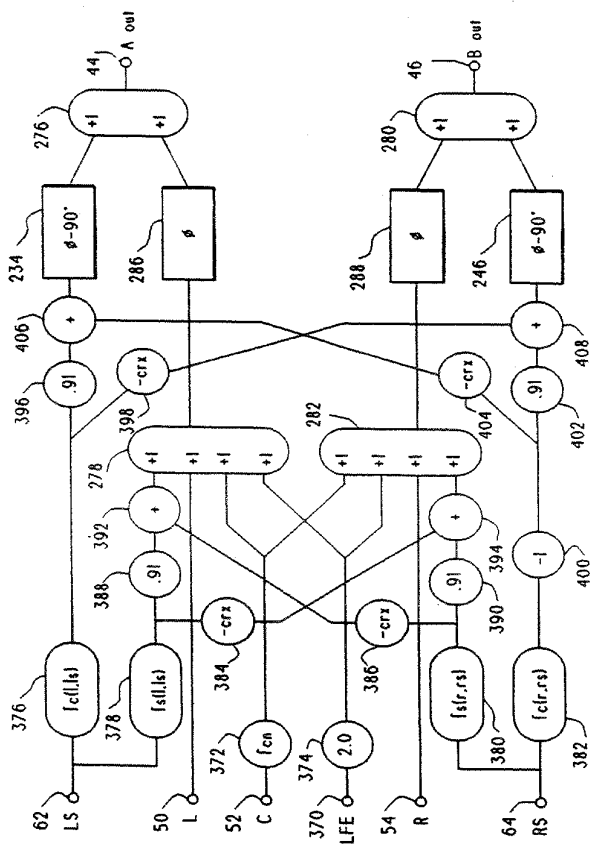 62
LS
376
fc(l,ls)
396
.91
406
+
234
ø-90°
276
+1
+1
44
A out
378
fs(l,ls)
388
.91
392
+
398
-crx
286
ø
50
L
384
-crx
278
+1
+1
+1
+1
52
C
372
fcn
370
LFE
374
2.0
386
-crx
282
+1
+1
+1
+1
404
-crx
288
ø
280
+1
+1
46
B out
54
R
380
fs(r,rs)
390
.91
394
+
64
RS
382
fc(r,rs)
400
-1
402
.91
408
+
246
ø-90°